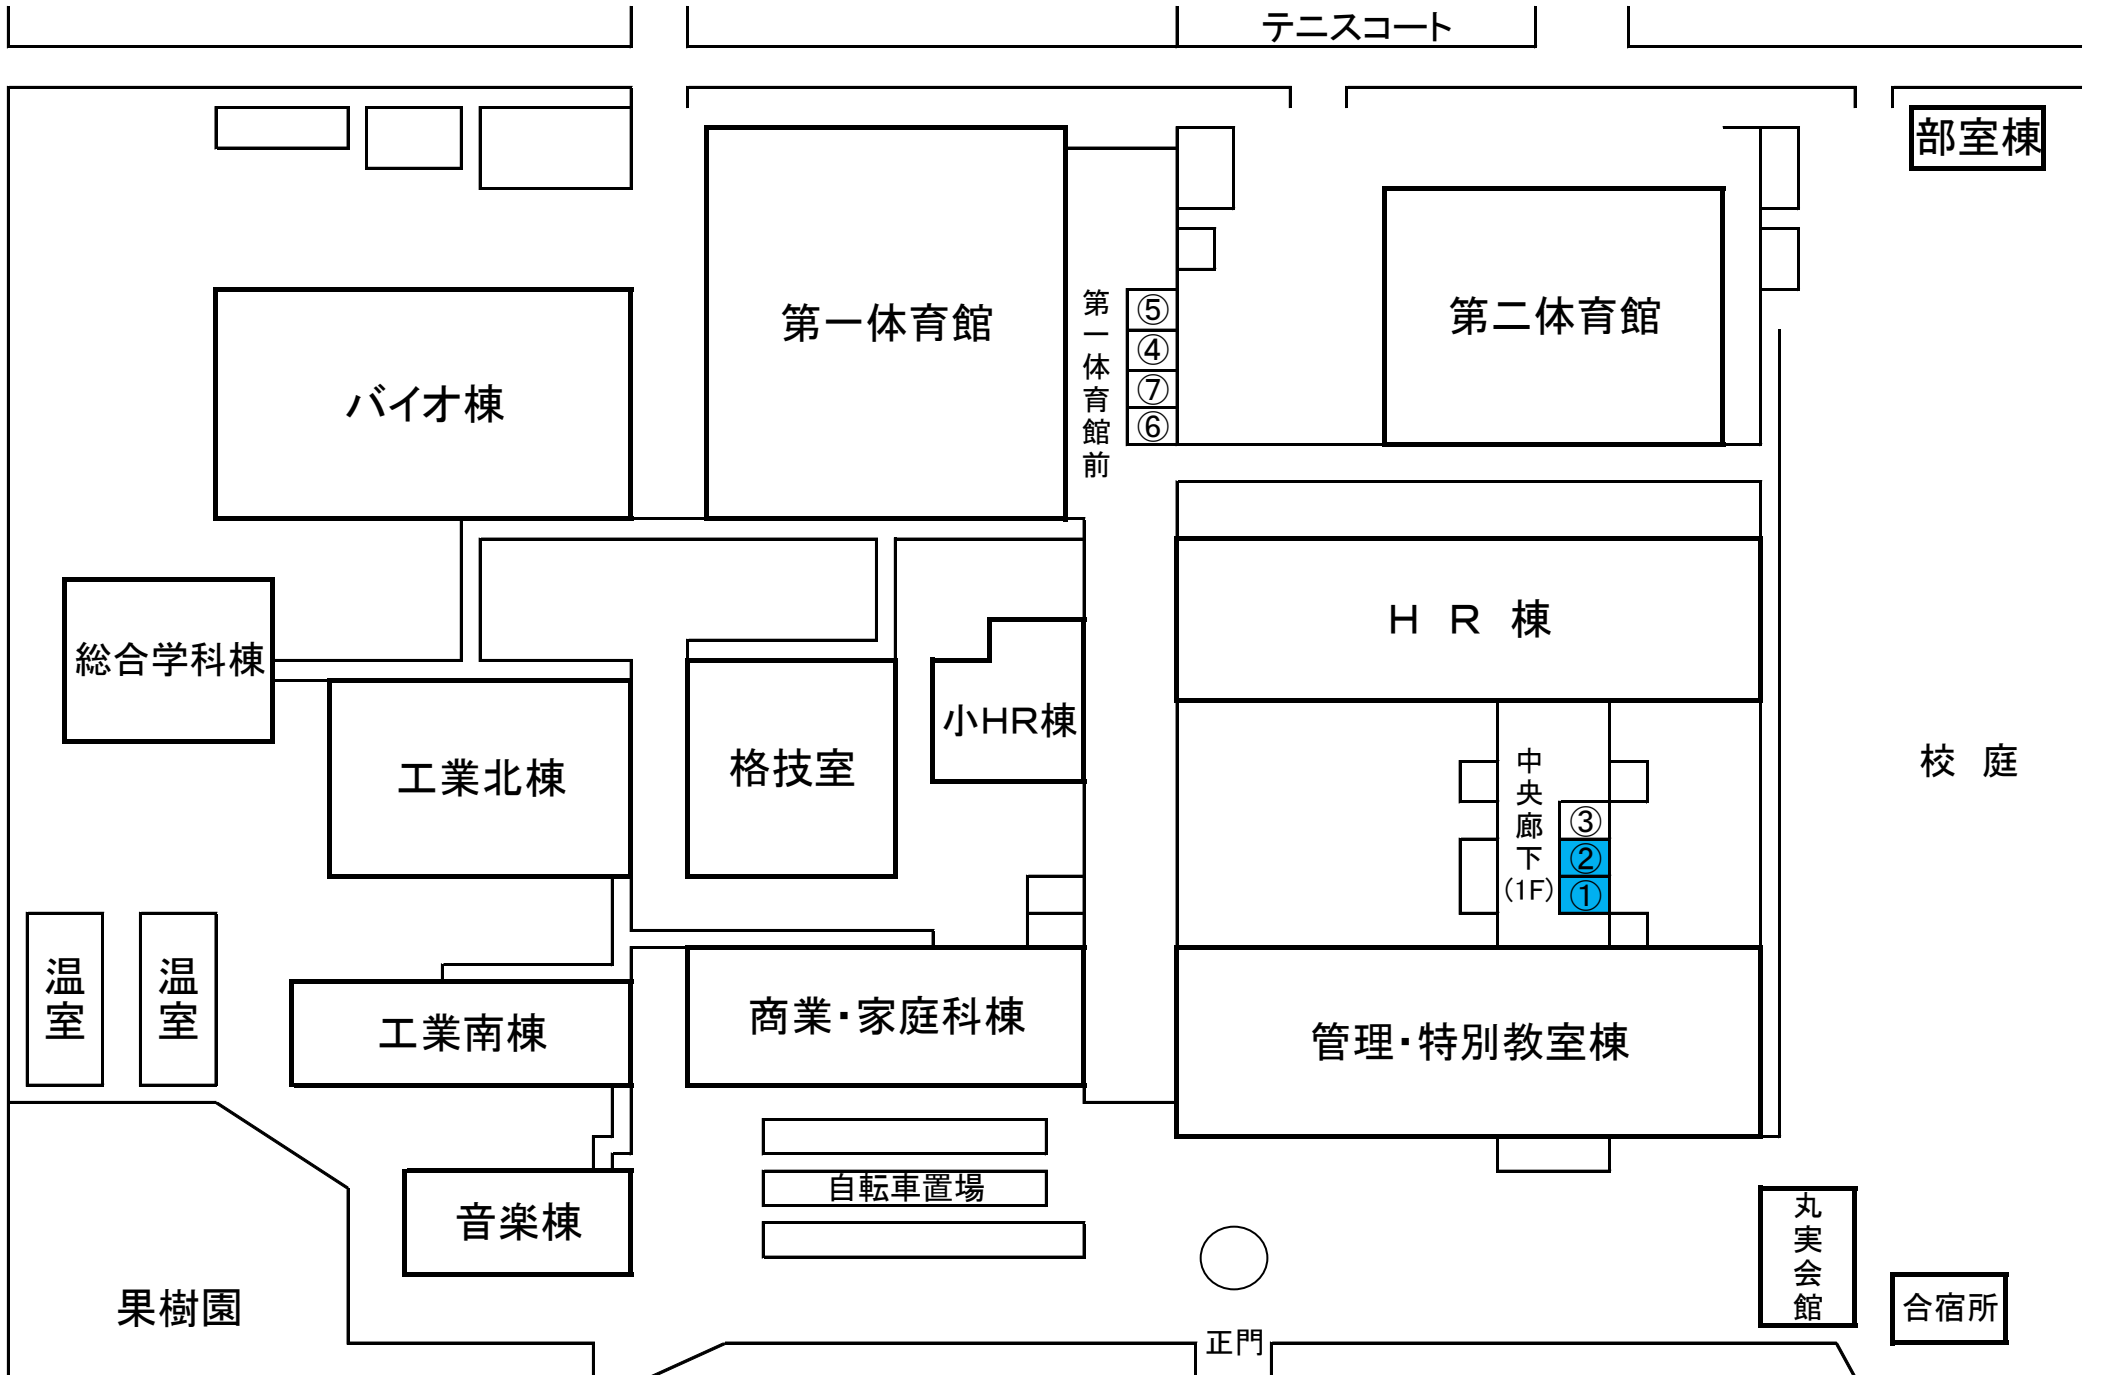 テニスコート
部室棟
第一体育館
第一体育館前
⑤
④
⑦
⑥
第二体育館
バイオ棟
HR棟
総合学科棟
小HR棟
工業北棟
格技室
中央廊下(1F)
③
②
①
校庭
温室
温室
工業南棟
商業・家庭科棟
管理・特別教室棟
自転車置場
音楽棟
丸実会館
果樹園
合宿所
正門